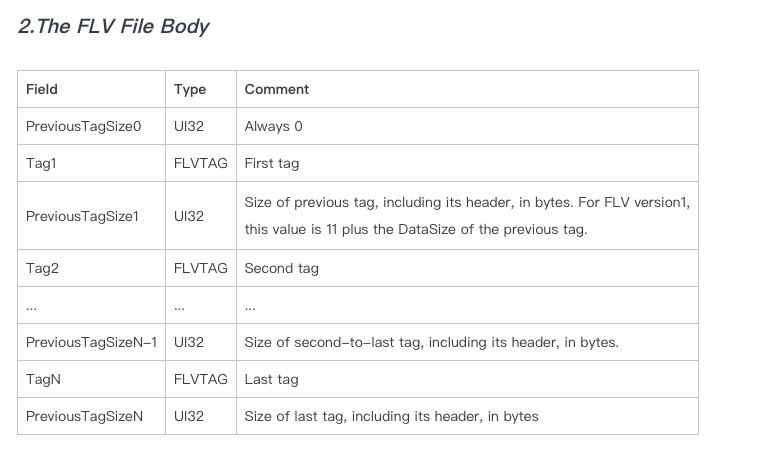 2.The FLV File Body
Field Type Comment
PreviousTagSize0 UI32 Always 0
Tag1 FLVTAG First tag
PreviousTagSize1 UI32 Size of previous tag, including its header, in bytes. For FLV version1,
this value is 11 plus the DataSize of the previous tag.
Tag2 FLVTAG Second tag
... ... ...
PreviousTagSizeN-1 UI32 Size of second-to-last tag, including its header, in bytes.
TagN FLVTAG Last tag
PreviousTagSizeN UI32 Size of last tag, including its header, in bytes